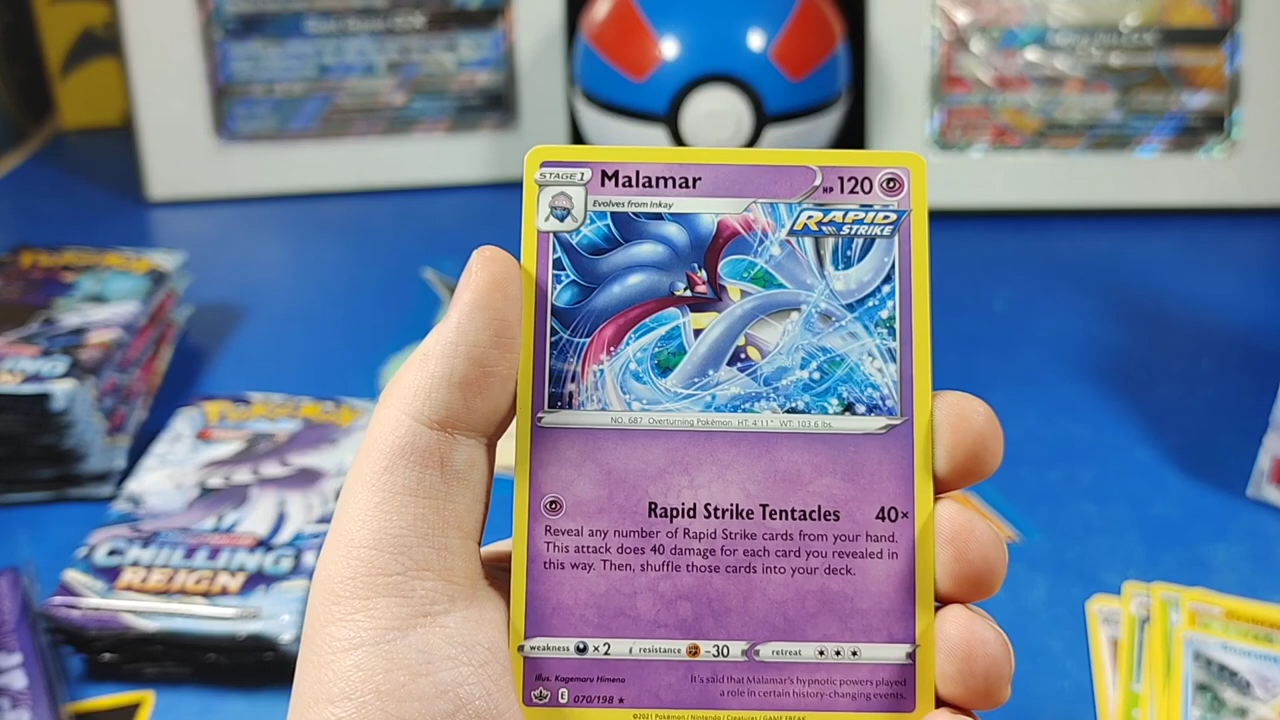 STAGE 1 Malamar HP 120
Evolves from Inkay
RAPID
STRIKE
NO. 687 Overturning Pokémon HT: 4'11" WT: 103.6 lbs.
Rapid Strike Tentacles 40×
Reveal any number of Rapid Strike cards from your hand.
This attack does 40 damage for each card you revealed in
this way. Then, shuffle those cards into your deck.
weakness ×2 resistance -30 retreat
Illus. Kagemaru Himeno
It's said that Malamar's hypnotic powers played
a role in certain history-changing events.
E 070/198 ★
©2021 Pokémon / Nintendo / Creatures / GAME FREAK
POKÉMON
CHILLING
REIGN